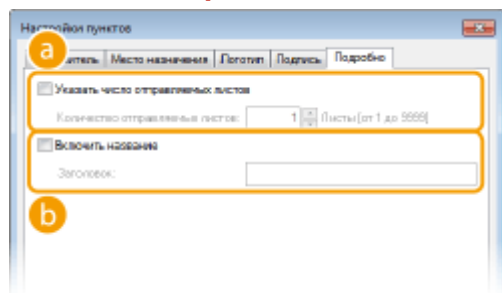 Настройки пунктов
a
Место назначения Логотип Подпись Подробно
Указать число отправляемых листов
Количество отправляемых листов: 1 Листы [от 1 до 9999]
Включить название
Заголовок:
b